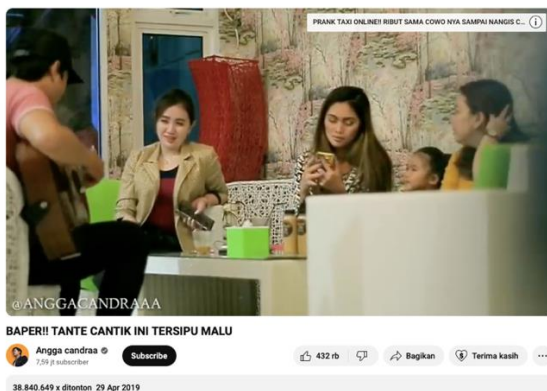 PRANK TAXI ONLINE!! RIBUT SAMA COWO NYA SAMPAI NANGIS C...
@ANGGACANDRAAA
BAPER!! TANTE CANTIK INI TERSIPU MALU
Angga candraa
7,59 jt subscriber
Subscribe
432 rb
Bagikan
Terima kasih
38.840.649 x ditonton 29 Apr 2019